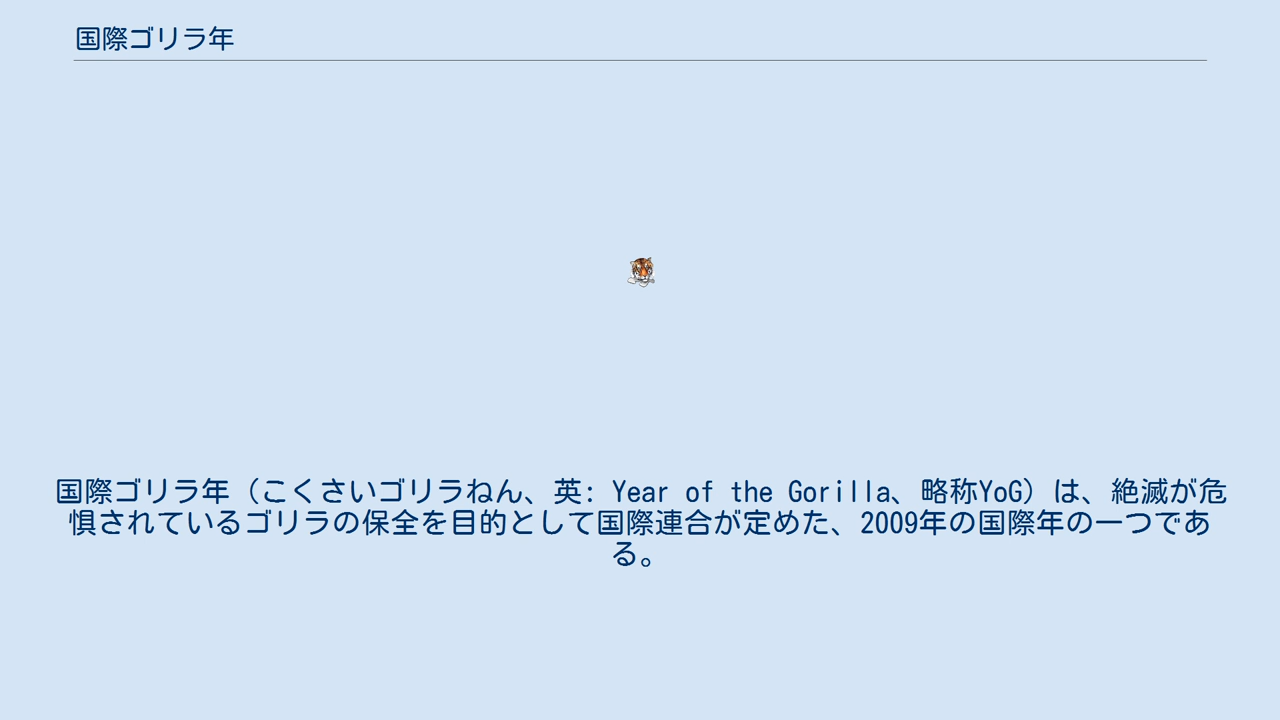 国際ゴリラ年
国際ゴリラ年（こくさいゴリラねん、英: Year of the Gorilla、略称YoG）は、絶滅が危
惧されているゴリラの保全を目的として国際連合が定めた、2009年の国際年の一つであ
る。